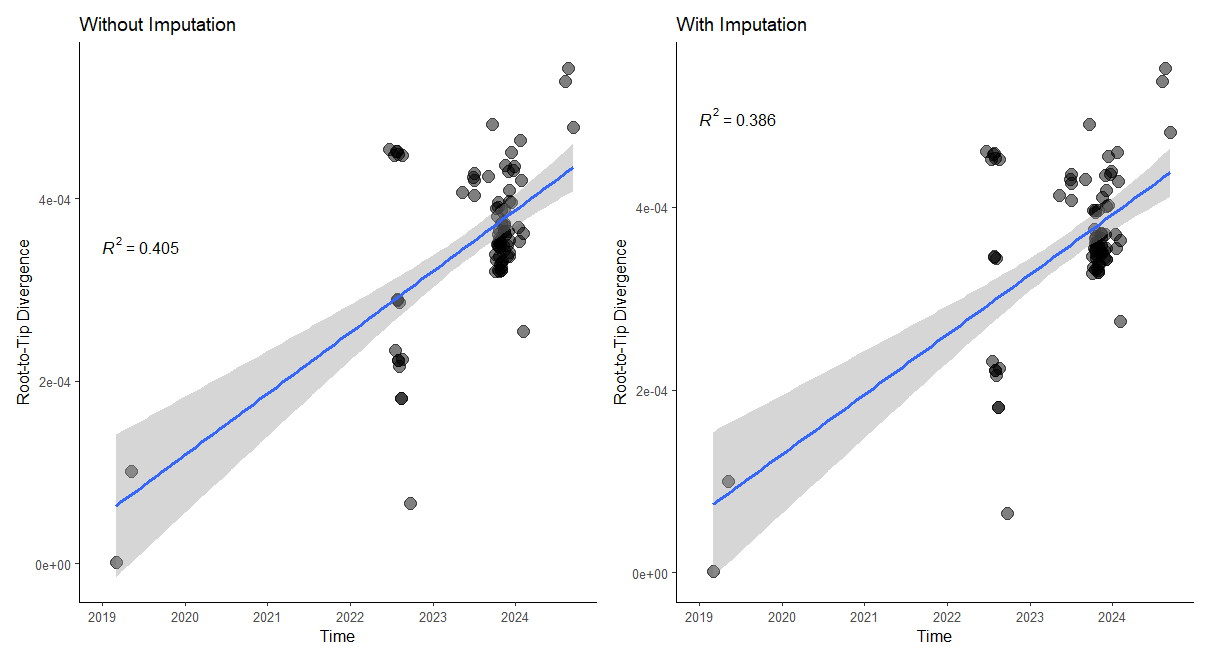 Without Imputation
Root-to-Tip Divergence
4e-04
2e-04
0e+00
R² = 0.405
2019 2020 2021 2022 2023 2024
Time
With Imputation
Root-to-Tip Divergence
4e-04
2e-04
0e+00
R² = 0.386
2019 2020 2021 2022 2023 2024
Time